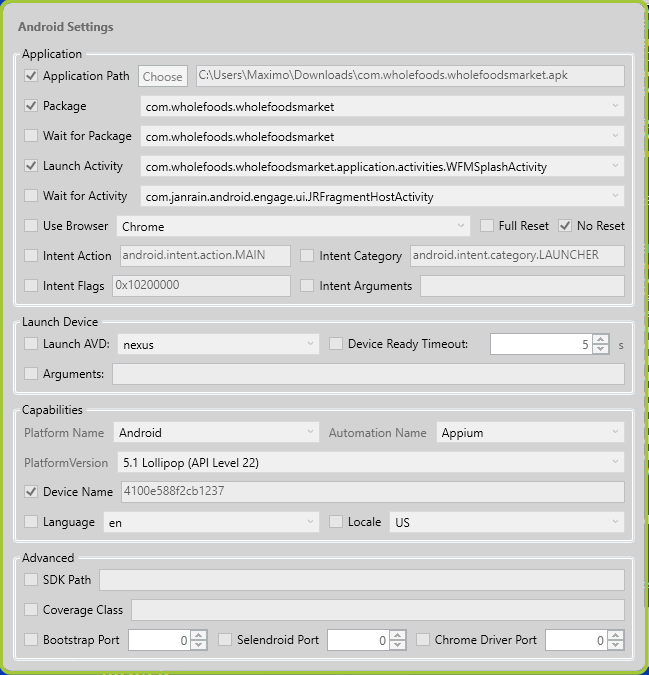 Android Settings
Application
Application Path Choose C:\Users\Maximo\Downloads\com.wholefoods.wholefoodsmarket.apk
Package com.wholefoods.wholefoodsmarket
Wait for Package com.wholefoods.wholefoodsmarket
Launch Activity com.wholefoods.wholefoodsmarket.application.activities.WFMSplashActivity
Wait for Activity com.janrain.android.engage.ui.JRFragmentHostActivity
Use Browser Chrome Full Reset No Reset
Intent Action android.intent.action.MAIN Intent Category android.intent.category.LAUNCHER
Intent Flags 0x10200000 Intent Arguments
Launch Device
Launch AVD: nexus Device Ready Timeout: 5 s
Arguments:
Capabilities
Platform Name Android Automation Name Appium
PlatformVersion 5.1 Lollipop (API Level 22)
Device Name 4100e588f2cb1237
Language en Locale US
Advanced
SDK Path
Coverage Class
Bootstrap Port 0 Selendroid Port 0 Chrome Driver Port 0